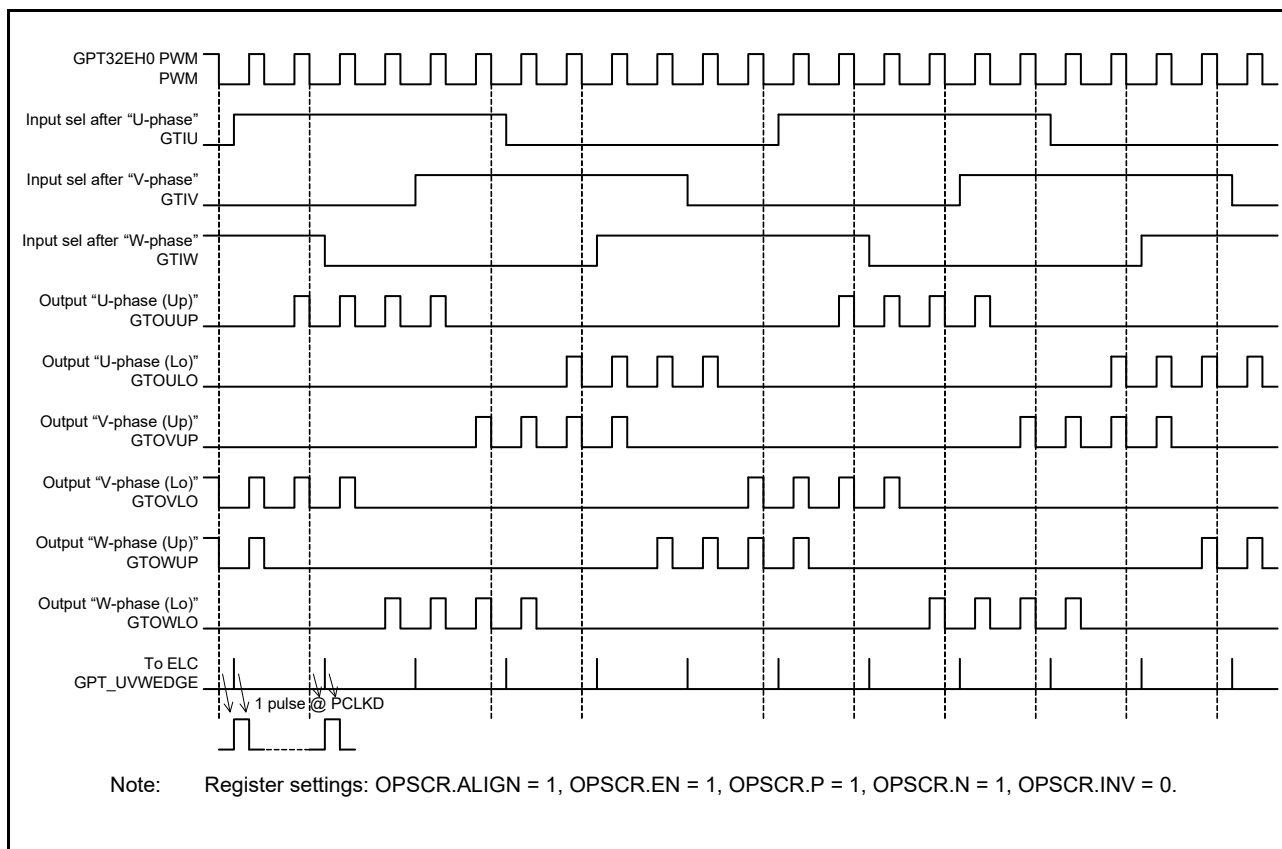 GPT32EH0 PWM
PWM
Input sel after “U-phase”
GTIU
Input sel after “V-phase”
GTIV
Input sel after “W-phase”
GTIW
Output “U-phase (Up)”
GTOUUP
Output “U-phase (Lo)”
GTOULO
Output “V-phase (Up)”
GTOVUP
Output “V-phase (Lo)”
GTOVLO
Output “W-phase (Up)”
GTOWUP
Output “W-phase (Lo)”
GTOWLO
To ELC
GPT_UVWEDGE
1 pulse @ PCLKD
Note: Register settings: OPSCR.ALIGN = 1, OPSCR.EN = 1, OPSCR.P = 1, OPSCR.N = 1, OPSCR.INV = 0.